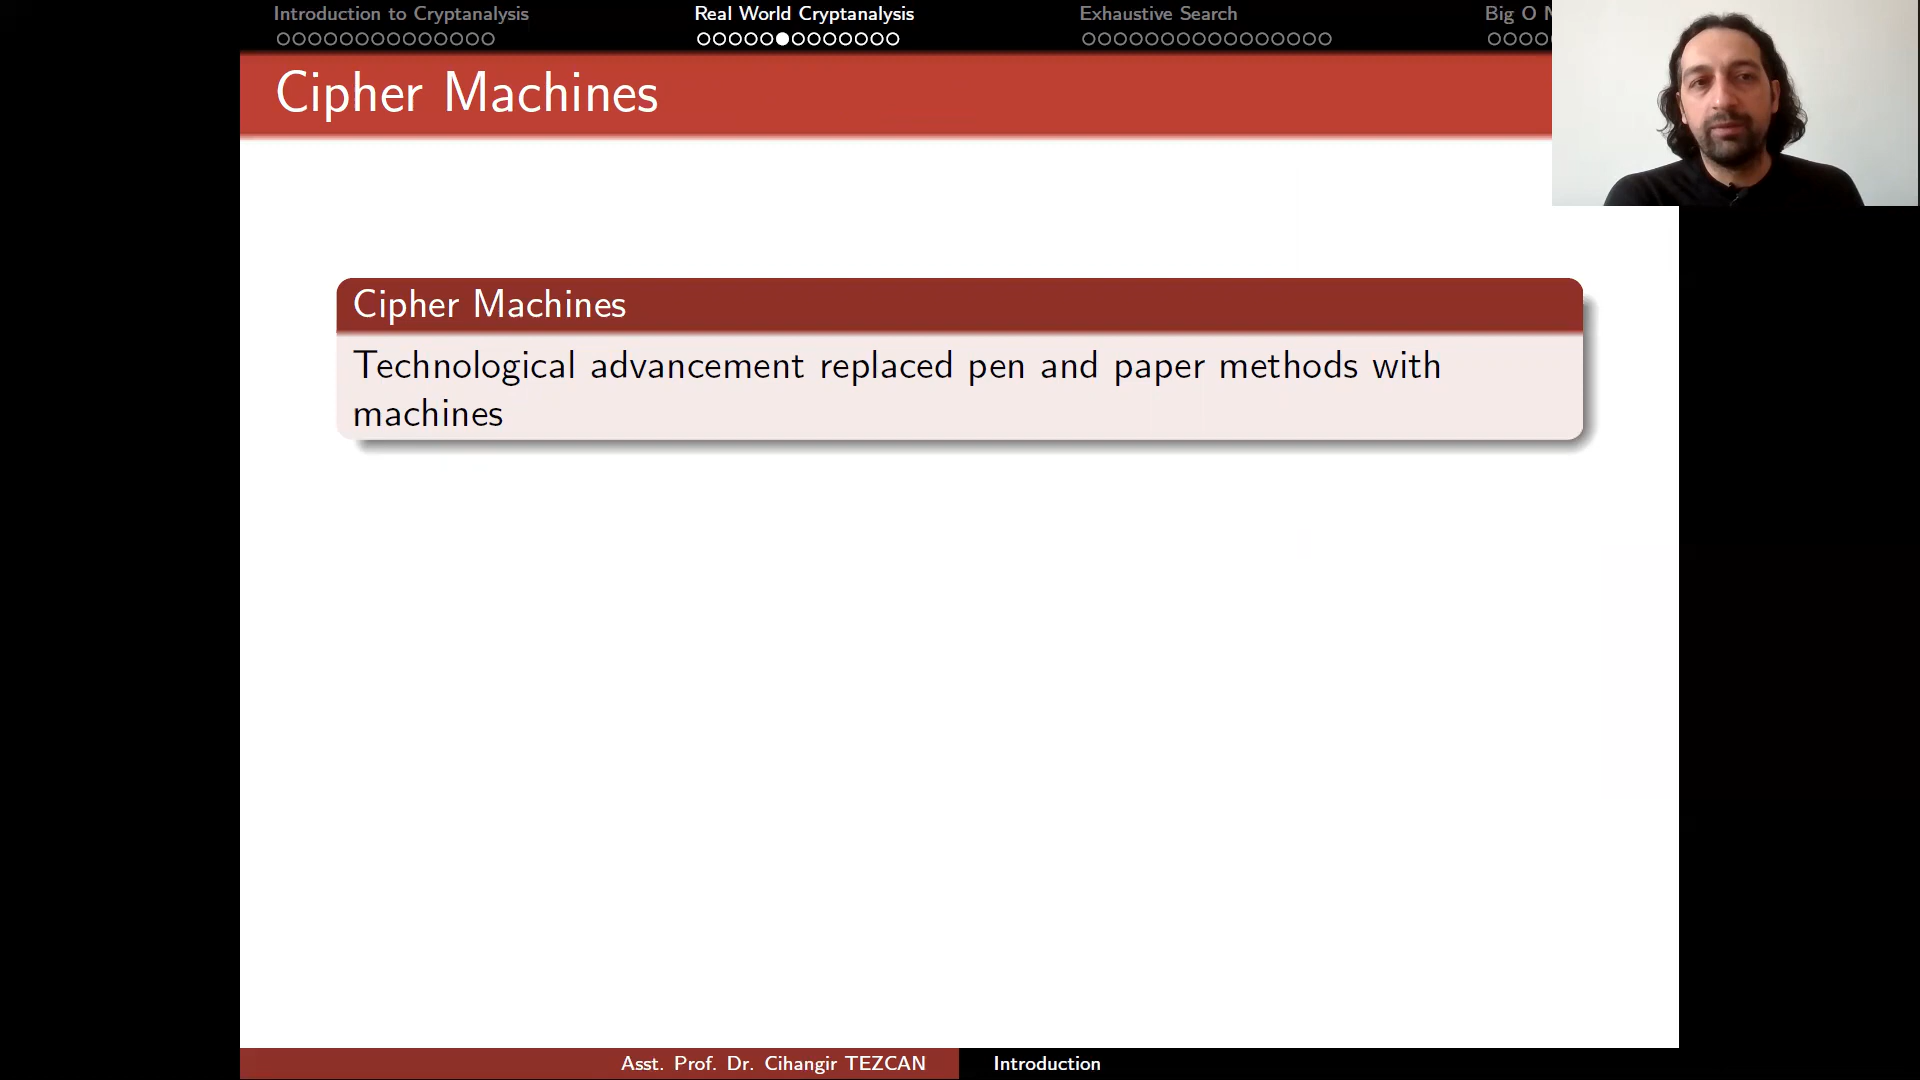 Introduction to Cryptanalysis
Real World Cryptanalysis
Exhaustive Search
Big O
Cipher Machines
Cipher Machines
Technological advancement replaced pen and paper methods with
machines
Asst. Prof. Dr. Cihangir TEZCAN
Introduction